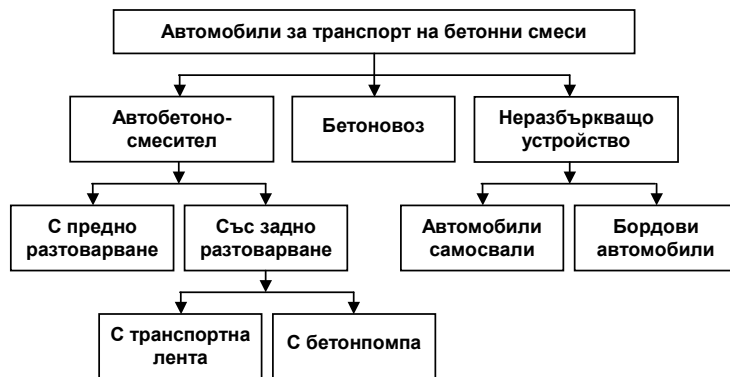 Автомобили за транспорт на бетонни смеси
Автобетоно-
смесител
Бетоновоз
Неразбъркващо
устройство
С предно
разтоварване
Със задно
разтоварване
Автомобили
самосвали
Бордови
автомобили
С транспортна
лента
С бетонпомпа